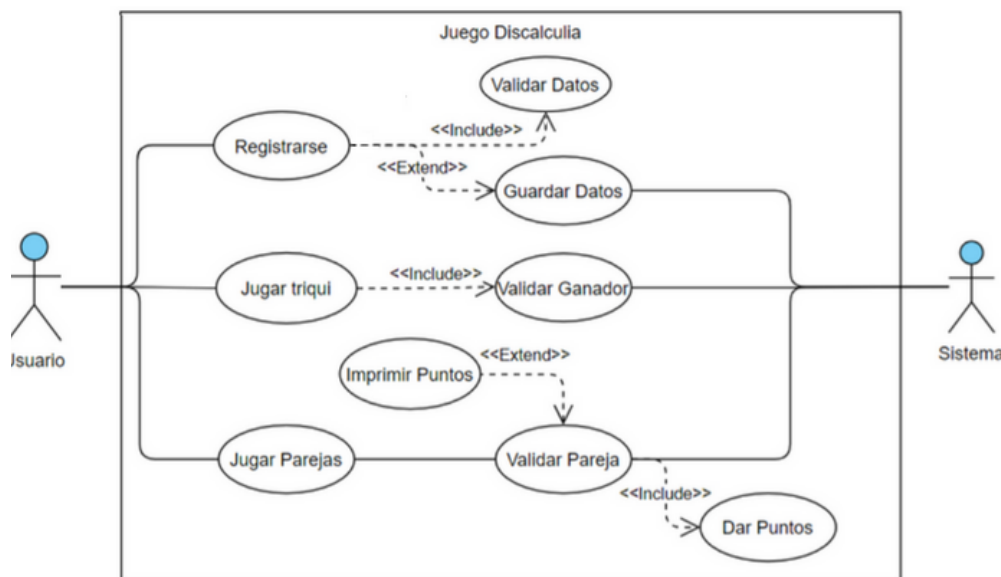 Juego Discalculia
Validar Datos
<<Include>>
Registrarse
<<Extend>>
Guardar Datos
<<Include>>
Jugar triqui
Validar Ganador
Usuario
Sistema
<<Extend>>
Imprimir Puntos
Jugar Parejas
Validar Pareja
<<Include>>
Dar Puntos